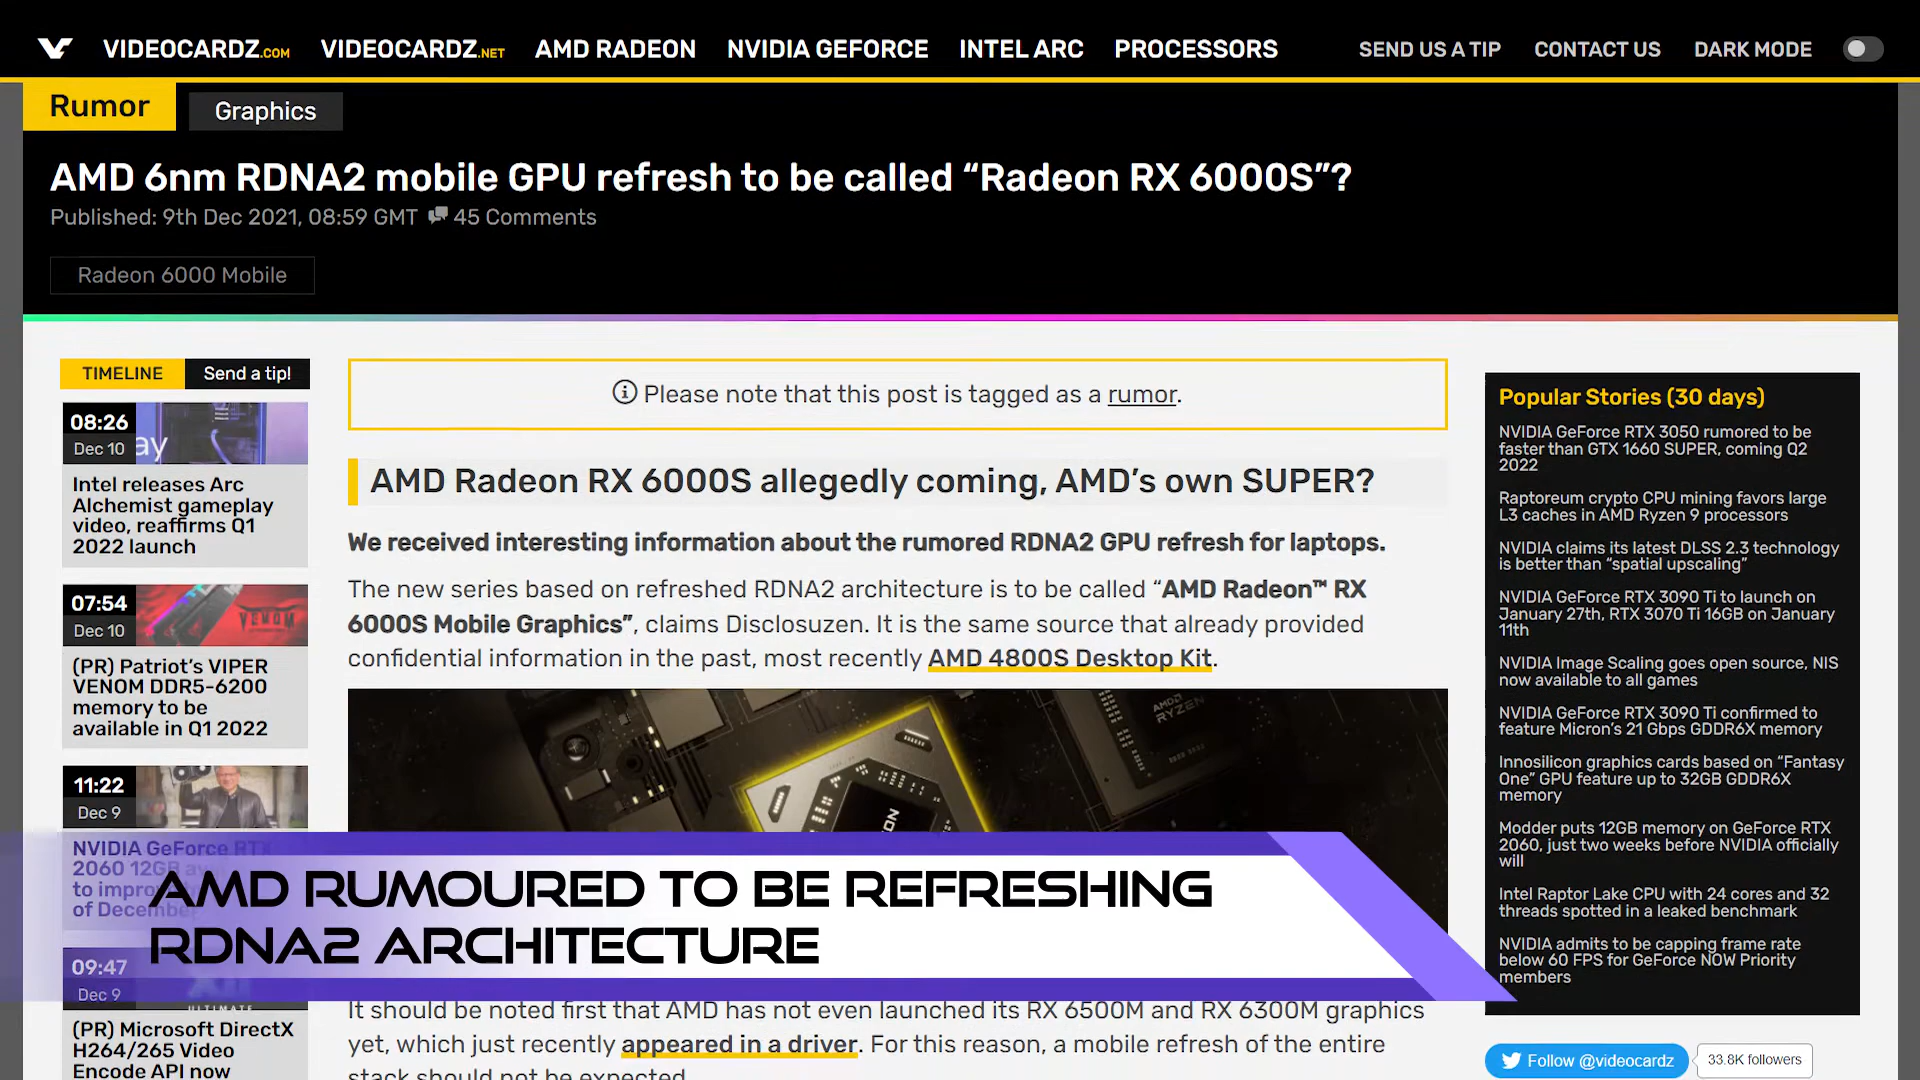 VIDEOCARDZ.COM VIDEOCARDZ.NET AMD RADEON NVIDIA GEFORCE INTEL ARC PROCESSORS SEND US A TIP CONTACT US DARK MODE
Rumor Graphics
AMD 6nm RDNA2 mobile GPU refresh to be called “Radeon RX 6000S”?
Published: 9th Dec 2021, 08:59 GMT 45 Comments
Radeon 6000 Mobile
TIMELINE Send a tip!
08:26
Dec 10
ay
Intel releases Arc
Alchemist gameplay
video, reaffirms Q1
2022 launch
07:54
Dec 10
VENOM
(PR) Patriot’s VIPER
VENOM DDR5-6200
memory to be
available in Q1 2022
11:22
Dec 9
NVIDIA GeForce RTX
2060 12GB
to
of December
09:47
Dec 9
ULTIMATE
(PR) Microsoft DirectX
H264/265 Video
Encode API now
Please note that this post is tagged as a rumor.
AMD Radeon RX 6000S allegedly coming, AMD’s own SUPER?
We received interesting information about the rumored RDNA2 GPU refresh for laptops.
The new series based on refreshed RDNA2 architecture is to be called “AMD Radeon™ RX
6000S Mobile Graphics”, claims Disclosuzen. It is the same source that already provided
confidential information in the past, most recently AMD 4800S Desktop Kit.
AMD
RYZEN
AMD RUMOURED TO BE REFRESHING
RDNA2 ARCHITECTURE
It should be noted first that AMD has not even launched its RX 6500M and RX 6300M graphics
yet, which just recently appeared in a driver. For this reason, a mobile refresh of the entire
stack should not be expected.
Popular Stories (30 days)
NVIDIA GeForce RTX 3050 rumored to be
faster than GTX 1660 SUPER, coming Q2
2022
Raptoreum crypto CPU mining favors large
L3 caches in AMD Ryzen 9 processors
NVIDIA claims its latest DLSS 2.3 technology
is better than “spatial upscaling”
NVIDIA GeForce RTX 3090 Ti to launch on
January 27th, RTX 3070 Ti 16GB on January
11th
NVIDIA Image Scaling goes open source, NIS
now available to all games
NVIDIA GeForce RTX 3090 Ti confirmed to
feature Micron’s 21 Gbps GDDR6X memory
Innosilicon graphics cards based on “Fantasy
One” GPU feature up to 32GB GDDR6X
memory
Modder puts 12GB memory on GeForce RTX
2060, just two weeks before NVIDIA officially
will
Intel Raptor Lake CPU with 24 cores and 32
threads spotted in a leaked benchmark
NVIDIA admits to be capping frame rate
below 60 FPS for GeForce NOW Priority
members
Follow @videocardz 33.8K followers